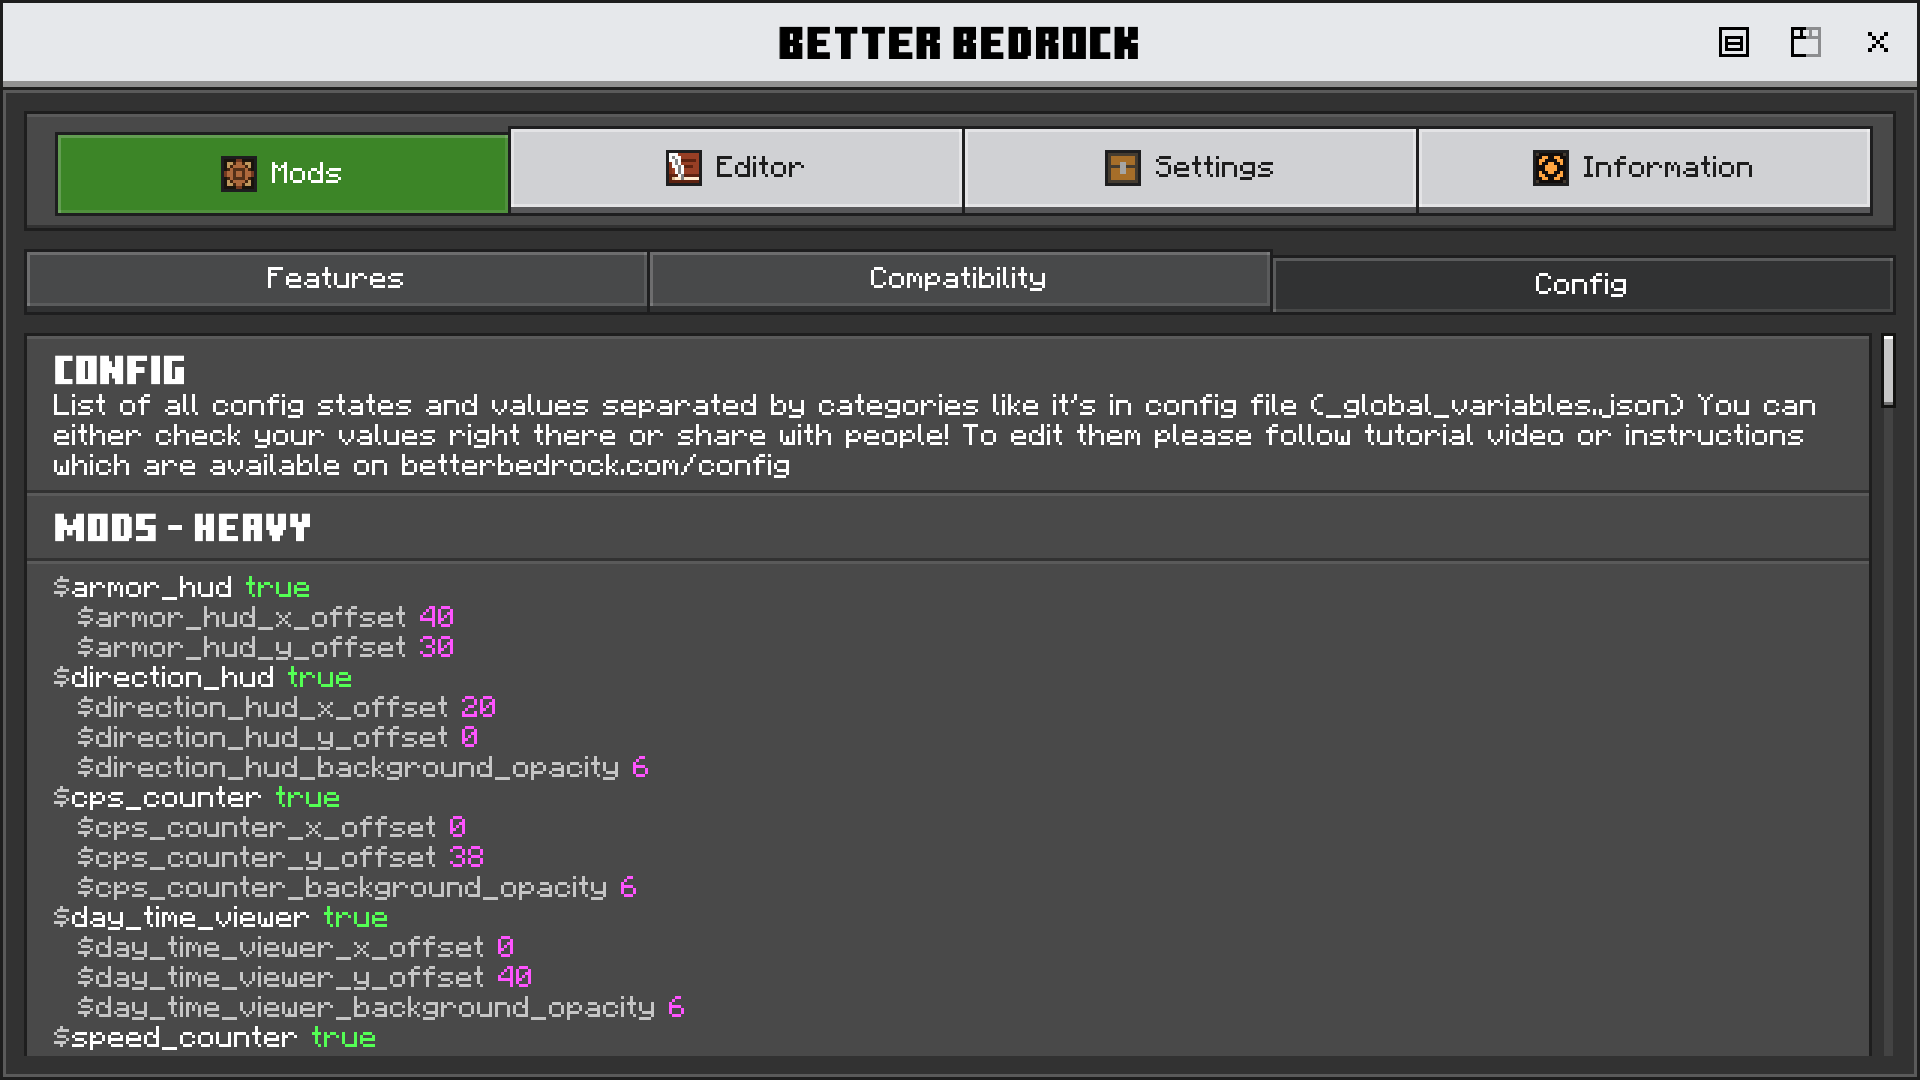 BETTER BEDROCK
Mods
Editor
Settings
Information
Features
Compatibility
Config
CONFIG
List of all config states and values separated by categories like it's in config file (_global_variables.json) You can
either check your values right there or share with people! To edit them please follow tutorial video or instructions
which are available on betterbedrock.com/config
MODS - HEAVY
$armor_hud true
$armor_hud_x_offset 40
$armor_hud_y_offset 30
$direction_hud true
$direction_hud_x_offset 20
$direction_hud_y_offset 0
$direction_hud_background_opacity 6
$cps_counter true
$cps_counter_x_offset 0
$cps_counter_y_offset 38
$cps_counter_background_opacity 6
$day_time_viewer true
$day_time_viewer_x_offset 0
$day_time_viewer_y_offset 40
$day_time_viewer_background_opacity 6
$speed_counter true